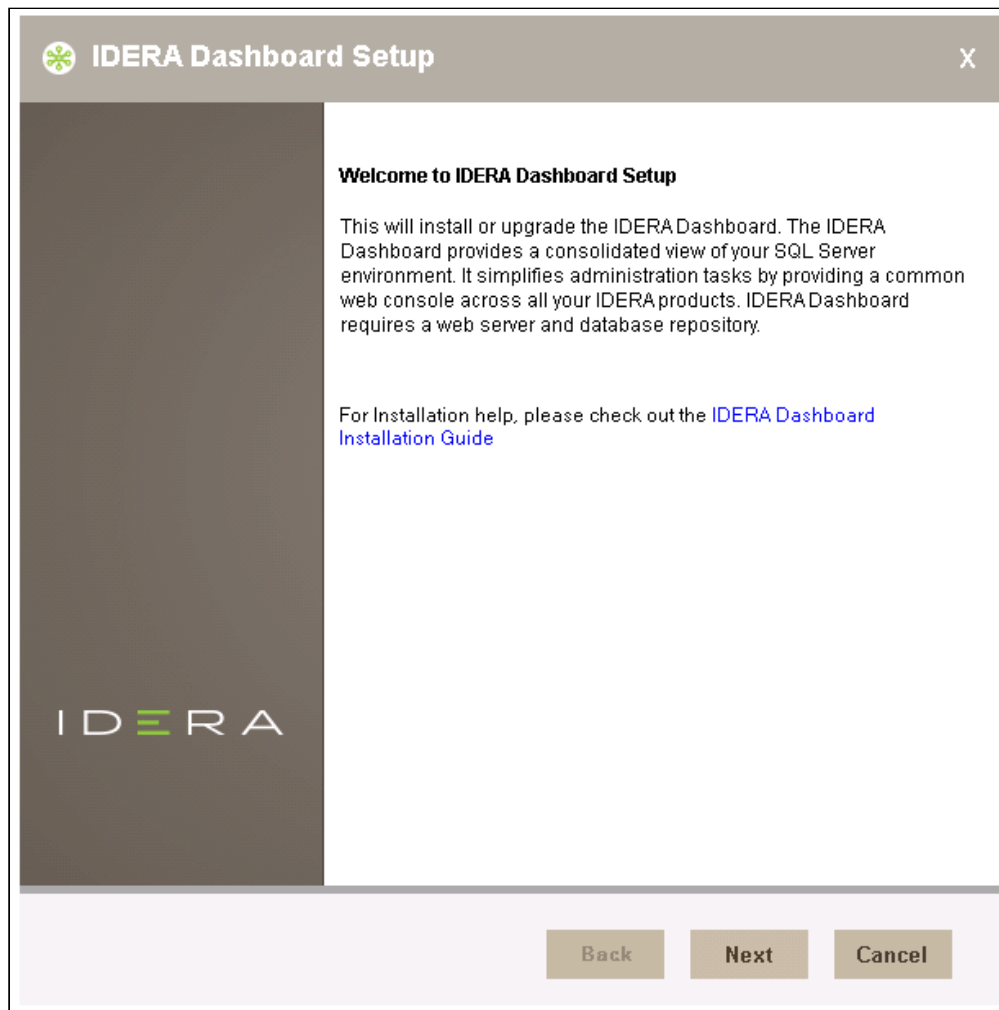 IDERA Dashboard Setup
X
Welcome to IDERA Dashboard Setup
This will install or upgrade the IDERA Dashboard. The IDERA
Dashboard provides a consolidated view of your SQL Server
environment. It simplifies administration tasks by providing a common
web console across all your IDERA products. IDERA Dashboard
requires a web server and database repository.
For Installation help, please check out the IDERA Dashboard
Installation Guide
IDERA
Back
Next
Cancel